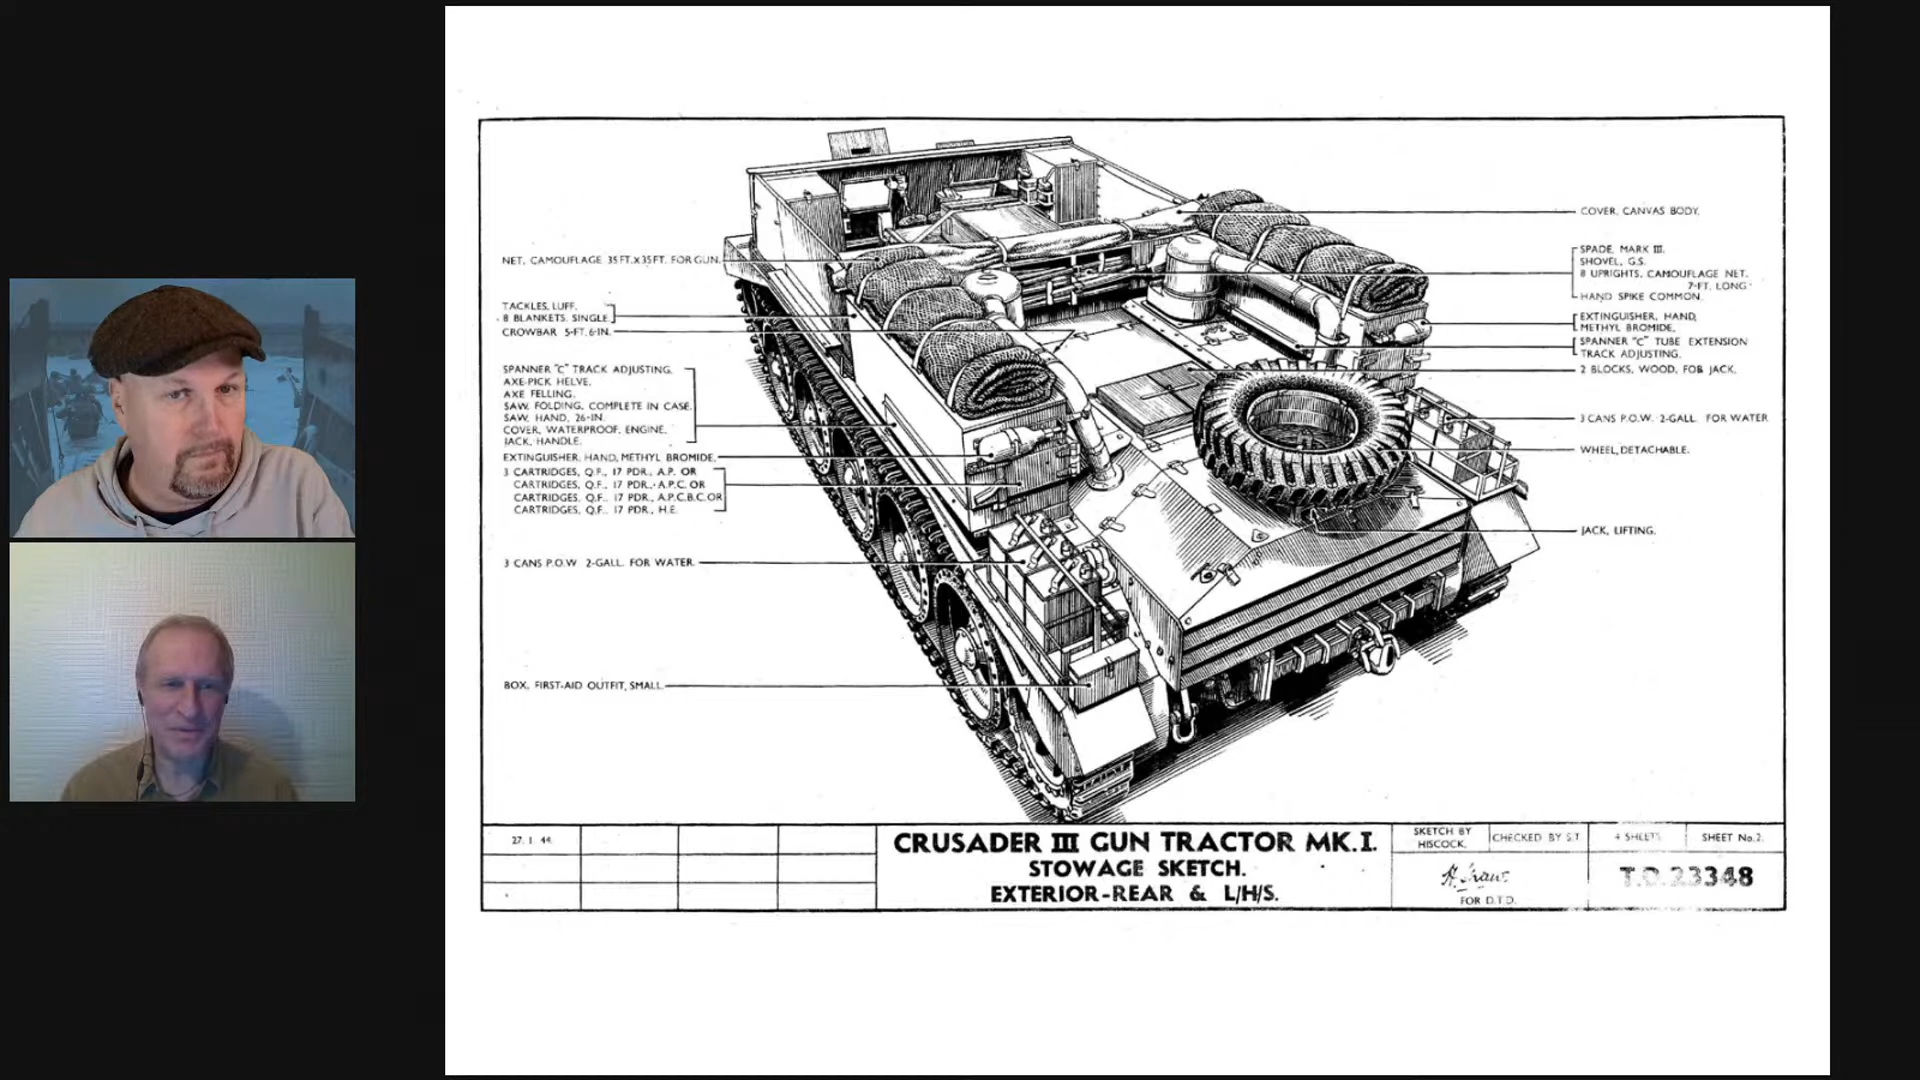 NET, CAMOUFLAGE 35 FT. X 35 FT. FOR GUN.
TACKLES, LUFF.
8 BLANKETS. SINGLE
CROWBAR 5-FT. 6-IN.
SPANNER "C" TRACK ADJUSTING.
AXE-PICK HELVE.
AXE FELLING.
SAW. FOLDING, COMPLETE IN CASE.
SAW, HAND, 26-IN.
COVER, WATERPROOF, ENGINE.
JACK, HANDLE.
EXTINGUISHER, HAND, METHYL BROMIDE.
3 CARTRIDGES, Q.F., 17 PDR., A.P. OR
CARTRIDGES, Q.F., 17 PDR., A.P.C. OR
CARTRIDGES. Q.F., 17 PDR., A.P.C.B.C. OR
CARTRIDGES, Q.F., 17 PDR., H.E.
3 CANS P.O.W 2-GALL. FOR WATER.
BOX, FIRST-AID OUTFIT, SMALL.
COVER, CANVAS BODY.
SPADE, MARK III.
SHOVEL, G.S.
8 UPRIGHTS, CAMOUFLAGE NET.
7-FT. LONG
HAND SPIKE COMMON.
EXTINGUISHER, HAND,
METHYL BROMIDE.
SPANNER "C" TUBE EXTENSION
TRACK ADJUSTING.
2 BLOCKS, WOOD, FOR JACK.
3 CANS P.O.W. 2-GALL. FOR WATER
WHEEL, DETACHABLE.
JACK, LIFTING.
27. 1. 44.
CRUSADER III GUN TRACTOR MK.I.
STOWAGE SKETCH.
EXTERIOR-REAR & L/H/S.
SKETCH BY
HISCOCK.
CHECKED BY S.T.
4 SHEETS
SHEET No.2.
FOR D.T.D.
T.D.23348